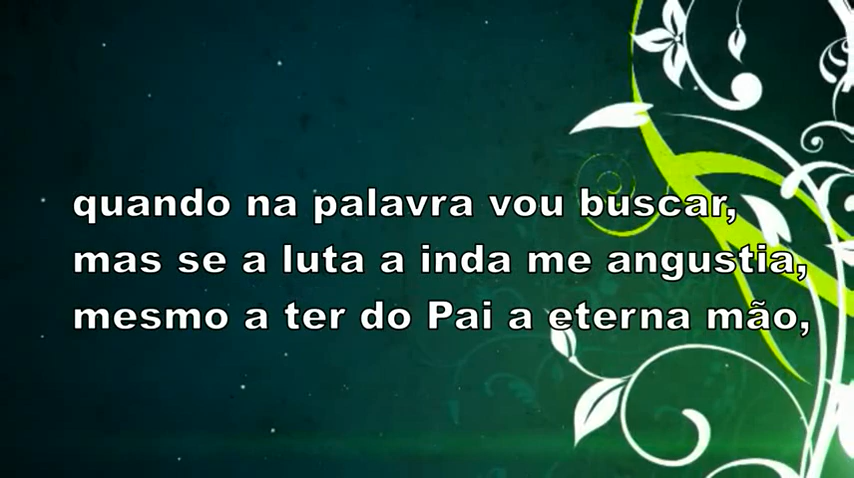 quando na palavra vou buscar,
mas se a luta a inda me angustia,
mesmo a ter do Pai a eterna mão,